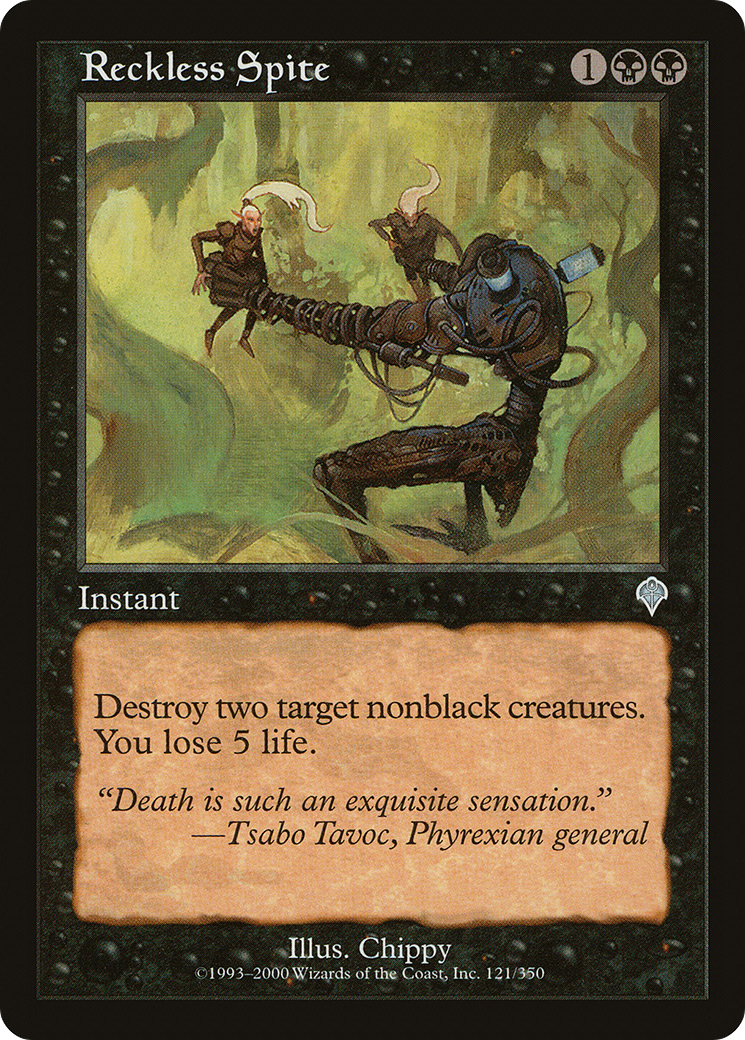 Reckless Spite
1
Instant
Destroy two target nonblack creatures.
You lose 5 life.
“Death is such an exquisite sensation.”
—Tsabo Tavoc, Phyrexian general
Illus. Chippy
©1993–2000 Wizards of the Coast, Inc. 121/350